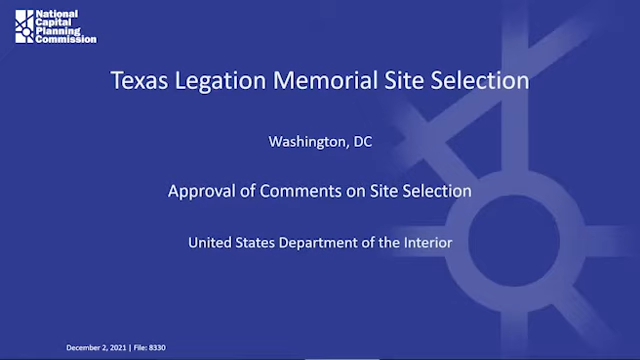 National
Capital
Planning
Commission
Texas Legation Memorial Site Selection
Washington, DC
Approval of Comments on Site Selection
United States Department of the Interior
December 2, 2021 | File: 8330